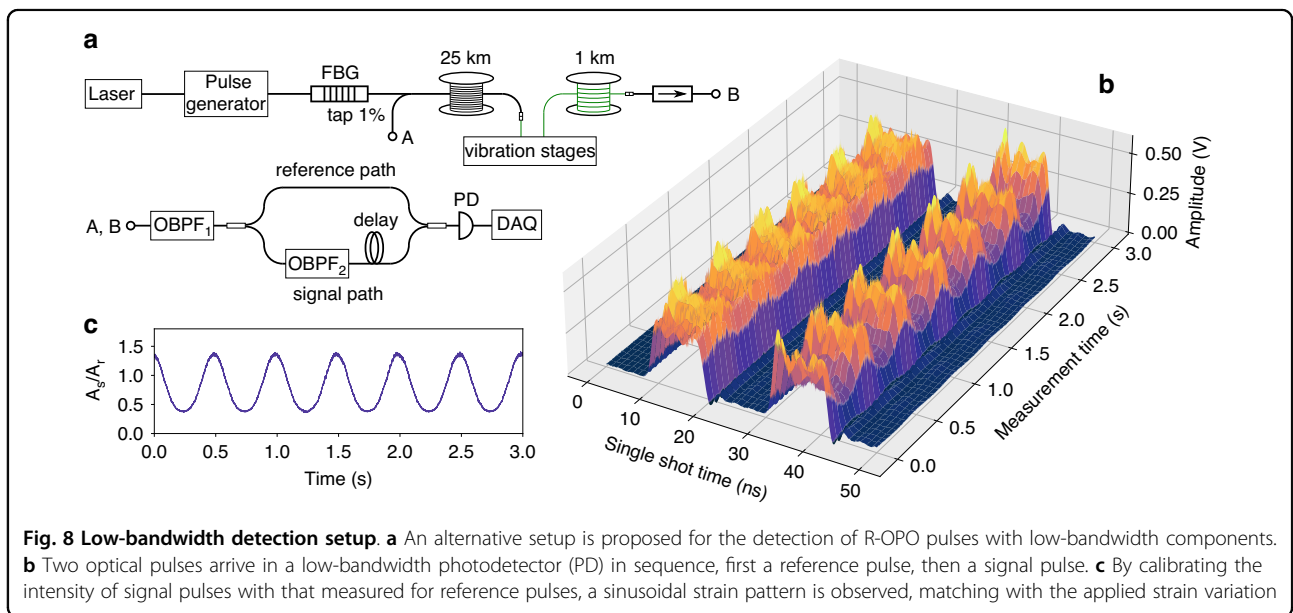 a
25 km
1 km
FBG
Laser
Pulse
generator
tap 1%
A
B
vibration stages
reference path
PD
A, B
OBPF1
delay
DAQ
OBPF2
signal path
c
As/Ar
1.5
1.0
0.5
0.0
0.0 0.5 1.0 1.5 2.0 2.5 3.0
Time (s)
b
Amplitude (V)
0.50
0.25
0.00
3.0
2.5
2.0
1.5
1.0
0.5
0.0
Measurement time (s)
0 10 20 30 40 50
Single shot time (ns)
Fig. 8 Low-bandwidth detection setup. a An alternative setup is proposed for the detection of R-OPO pulses with low-bandwidth components.
b Two optical pulses arrive in a low-bandwidth photodetector (PD) in sequence, first a reference pulse, then a signal pulse. c By calibrating the
intensity of signal pulses with that measured for reference pulses, a sinusoidal strain pattern is observed, matching with the applied strain variation